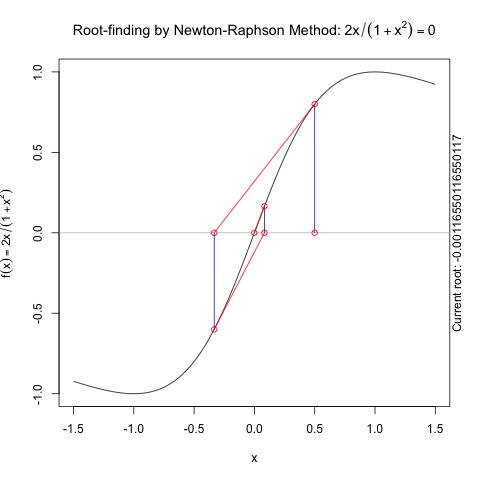 Root-finding by Newton-Raphson Method: 2x/(1+x²) = 0
f(x) = 2x/(1+x²)
1.0
0.5
0.0
-0.5
-1.0
Current root: -0.00116550116550117
-1.5 -1.0 -0.5 0.0 0.5 1.0 1.5
x